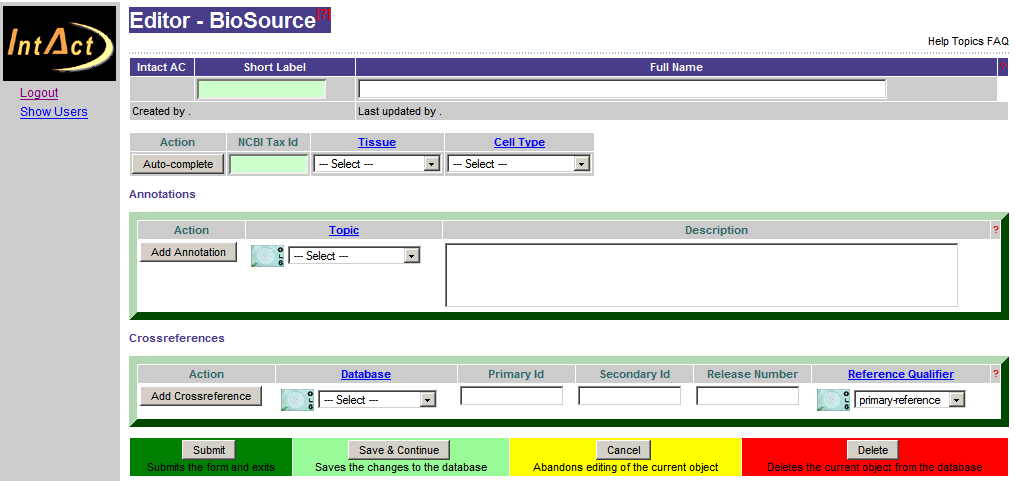 IntAct
Logout
Show Users
Editor - BioSource[?]
Help Topics FAQ
Intact AC Short Label Full Name ?
Created by . Last updated by .
Action NCBI Tax Id Tissue Cell Type
Auto-complete --- Select --- --- Select ---
Annotations
Action Topic Description ?
Add Annotation OLS --- Select ---
Crossreferences
Action Database Primary Id Secondary Id Release Number Reference Qualifier ?
Add Crossreference OLS --- Select --- OLS primary-reference
Submit Save & Continue Cancel Delete
Submits the form and exits Saves the changes to the database Abandons editing of the current object Deletes the current object from the database